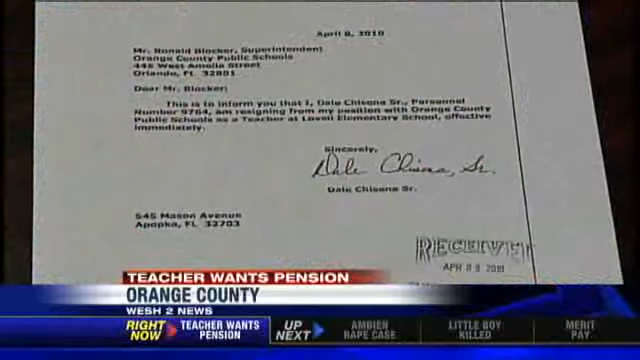 April 8, 2010
Mr. Ronald Blocker, Superintendent
Orange County Public Schools
445 West Amelia Street
Orlando, FL 32801
Dear Mr. Blocker:
This is to inform you that I, Dale Chisena Sr., Personnel
Number 9764, am resigning from my position with Orange County
Public Schools as a Teacher at Lovell Elementary School, effective
immediately.
Sincerely,
Dale Chisena, Sr.
Dale Chisena Sr.
545 Mason Avenue
Apopka, FL 32703
RECEIVE
APR 08 2010
TEACHER WANTS PENSION
ORANGE COUNTY
WESH 2 NEWS
RIGHT NOW
TEACHER WANTS PENSION
UP NEXT
AMBIEN RAPE CASE
LITTLE BOY KILLED
MERIT PAY